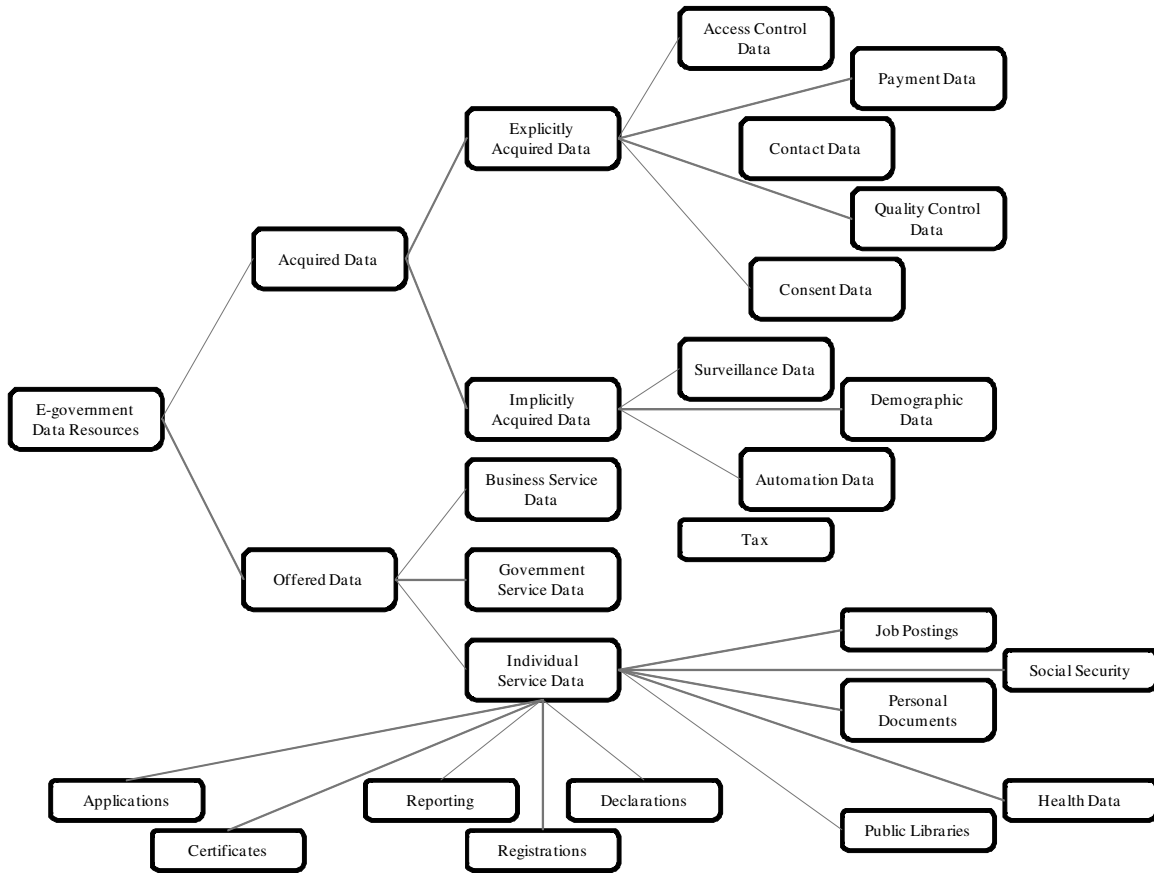 Access Control
Data
Payment Data
Explicitly
Acquired Data
Contact Data
Quality Control
Data
Acquired Data
Consent Data
Surveillance Data
E-government
Data Resources
Implicitly
Acquired Data
Demographic
Data
Business Service
Data
Automation Data
Tax
Offered Data
Government
Service Data
Job Postings
Individual
Service Data
Social Security
Personal
Documents
Applications
Reporting
Declarations
Health Data
Public Libraries
Certificates
Registrations